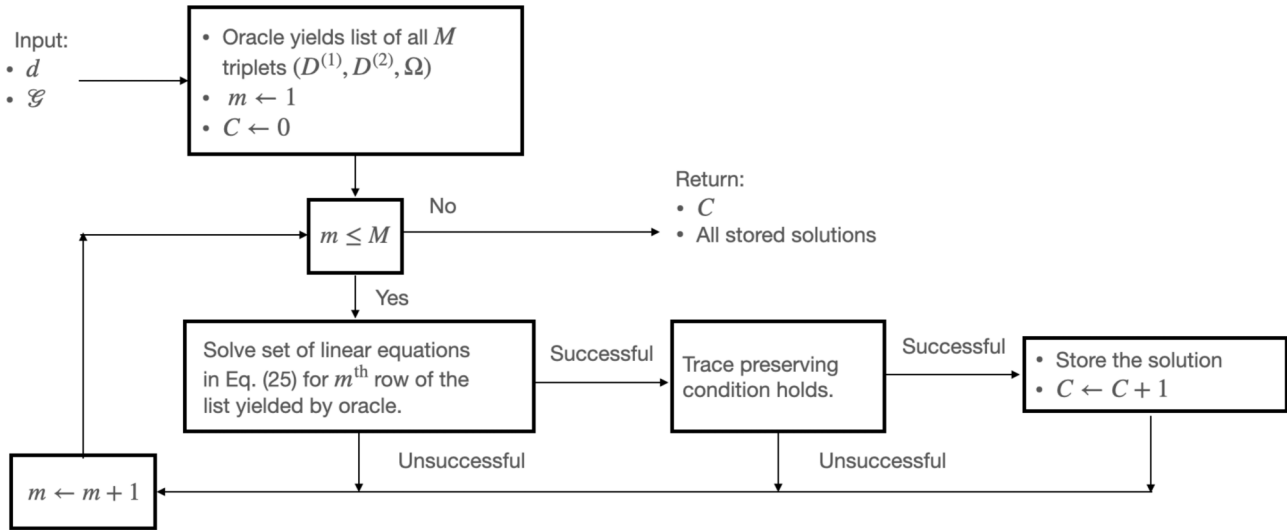 Input:
• d
• 𝒢
• Oracle yields list of all M
triplets (D⁽¹⁾, D⁽²⁾, Ω)
• m ← 1
• C ← 0
m ≤ M
No
Return:
• C
• All stored solutions
Yes
Solve set of linear equations
in Eq. (25) for mᵗʰ row of the
list yielded by oracle.
Successful
Trace preserving
condition holds.
Successful
• Store the solution
• C ← C + 1
Unsuccessful
Unsuccessful
m ← m + 1